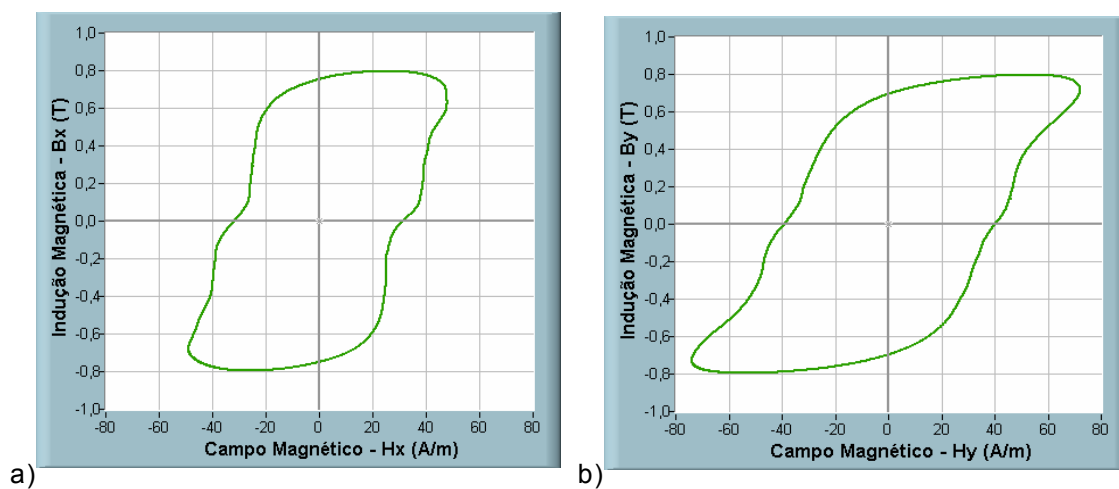 a)
Indução Magnética - Bx (T)
1,0
0,8
0,6
0,4
0,2
0,0
-0,2
-0,4
-0,6
-0,8
-1,0
-80 -60 -40 -20 0 20 40 60 80
Campo Magnético - Hx (A/m)
b)
Indução Magnética - By (T)
1,0
0,8
0,6
0,4
0,2
0,0
-0,2
-0,4
-0,6
-0,8
-1,0
-80 -60 -40 -20 0 20 40 60 80
Campo Magnético - Hy (A/m)